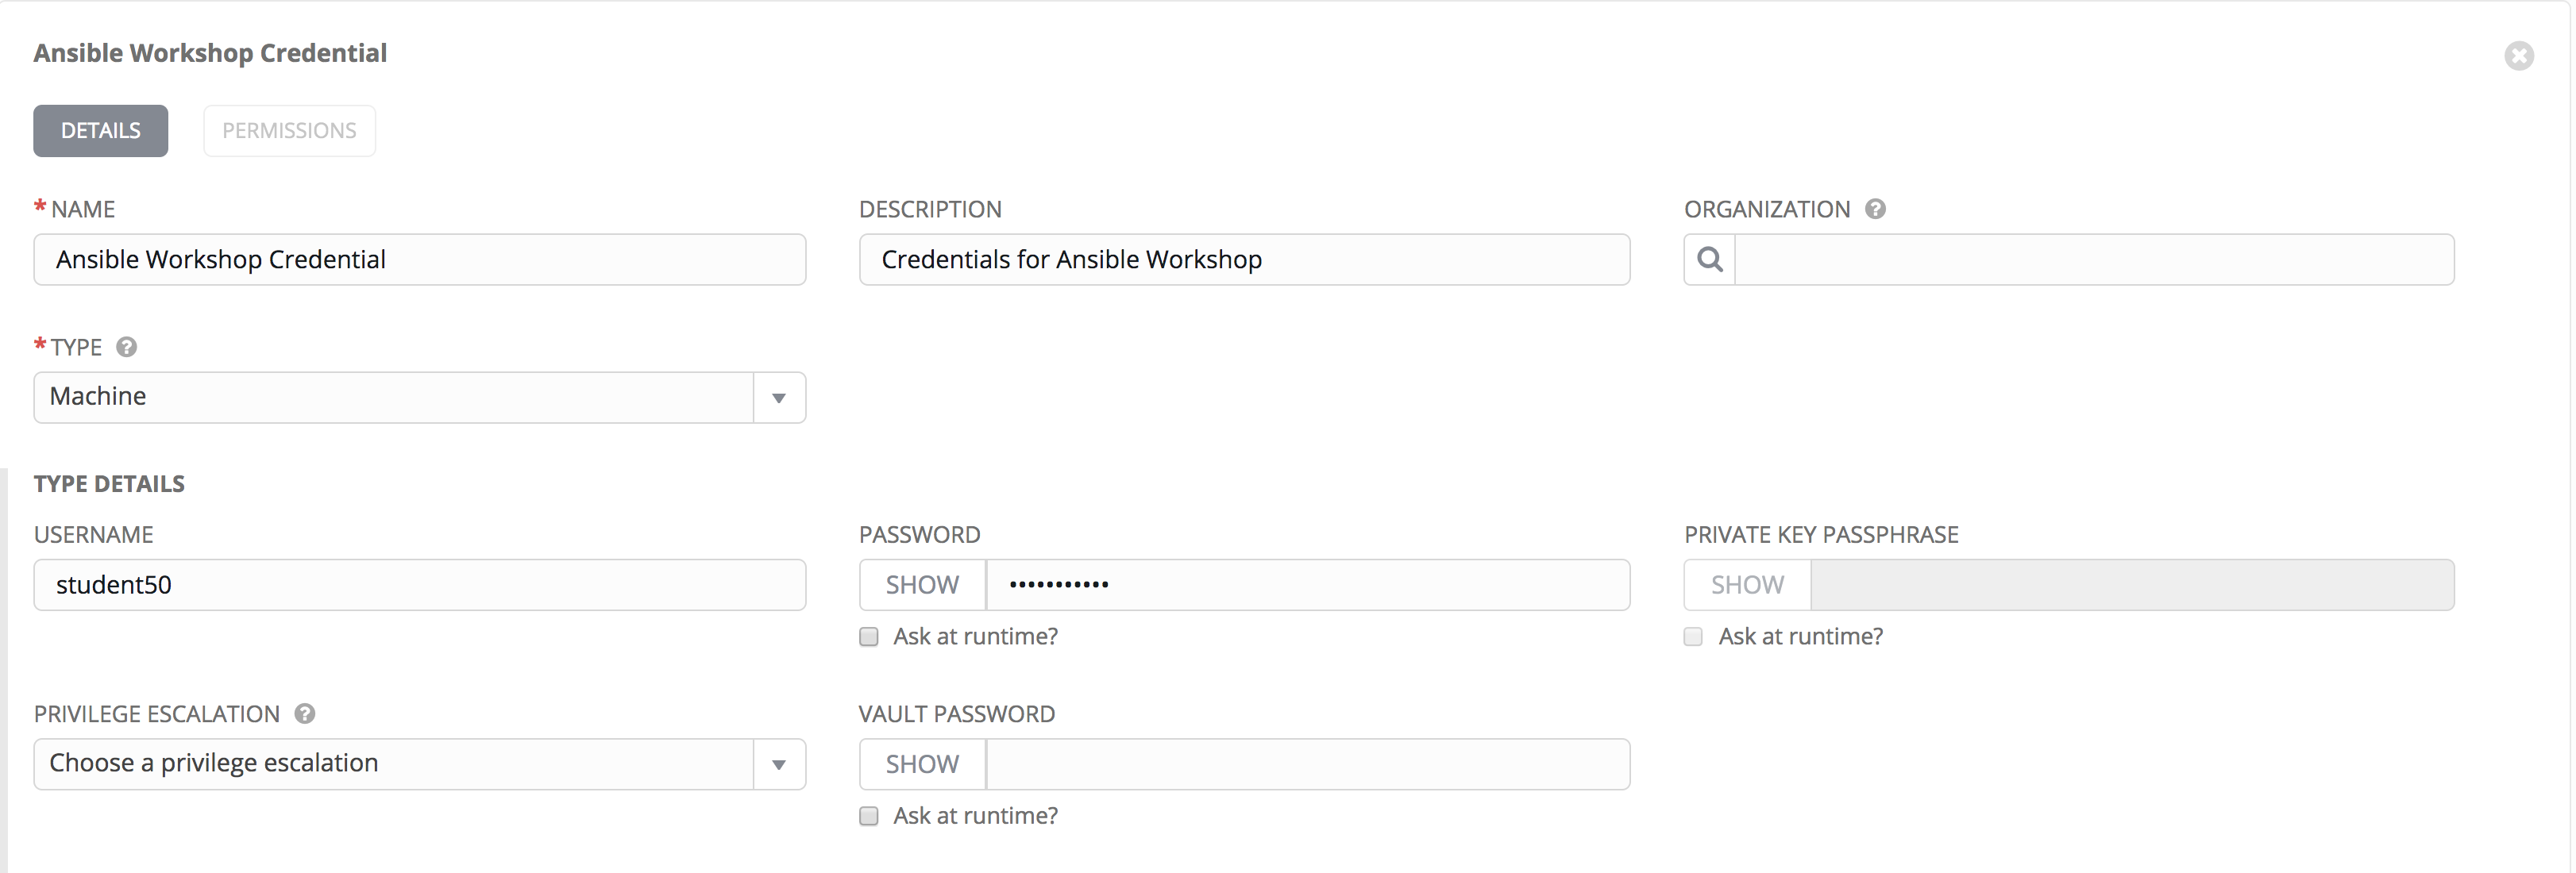 Ansible Workshop Credential
DETAILS PERMISSIONS
* NAME DESCRIPTION ORGANIZATION ?
Ansible Workshop Credential Credentials for Ansible Workshop
* TYPE ?
Machine
TYPE DETAILS
USERNAME PASSWORD PRIVATE KEY PASSPHRASE
student50 SHOW ••••••••••• SHOW
Ask at runtime? Ask at runtime?
PRIVILEGE ESCALATION ? VAULT PASSWORD
Choose a privilege escalation SHOW
Ask at runtime?